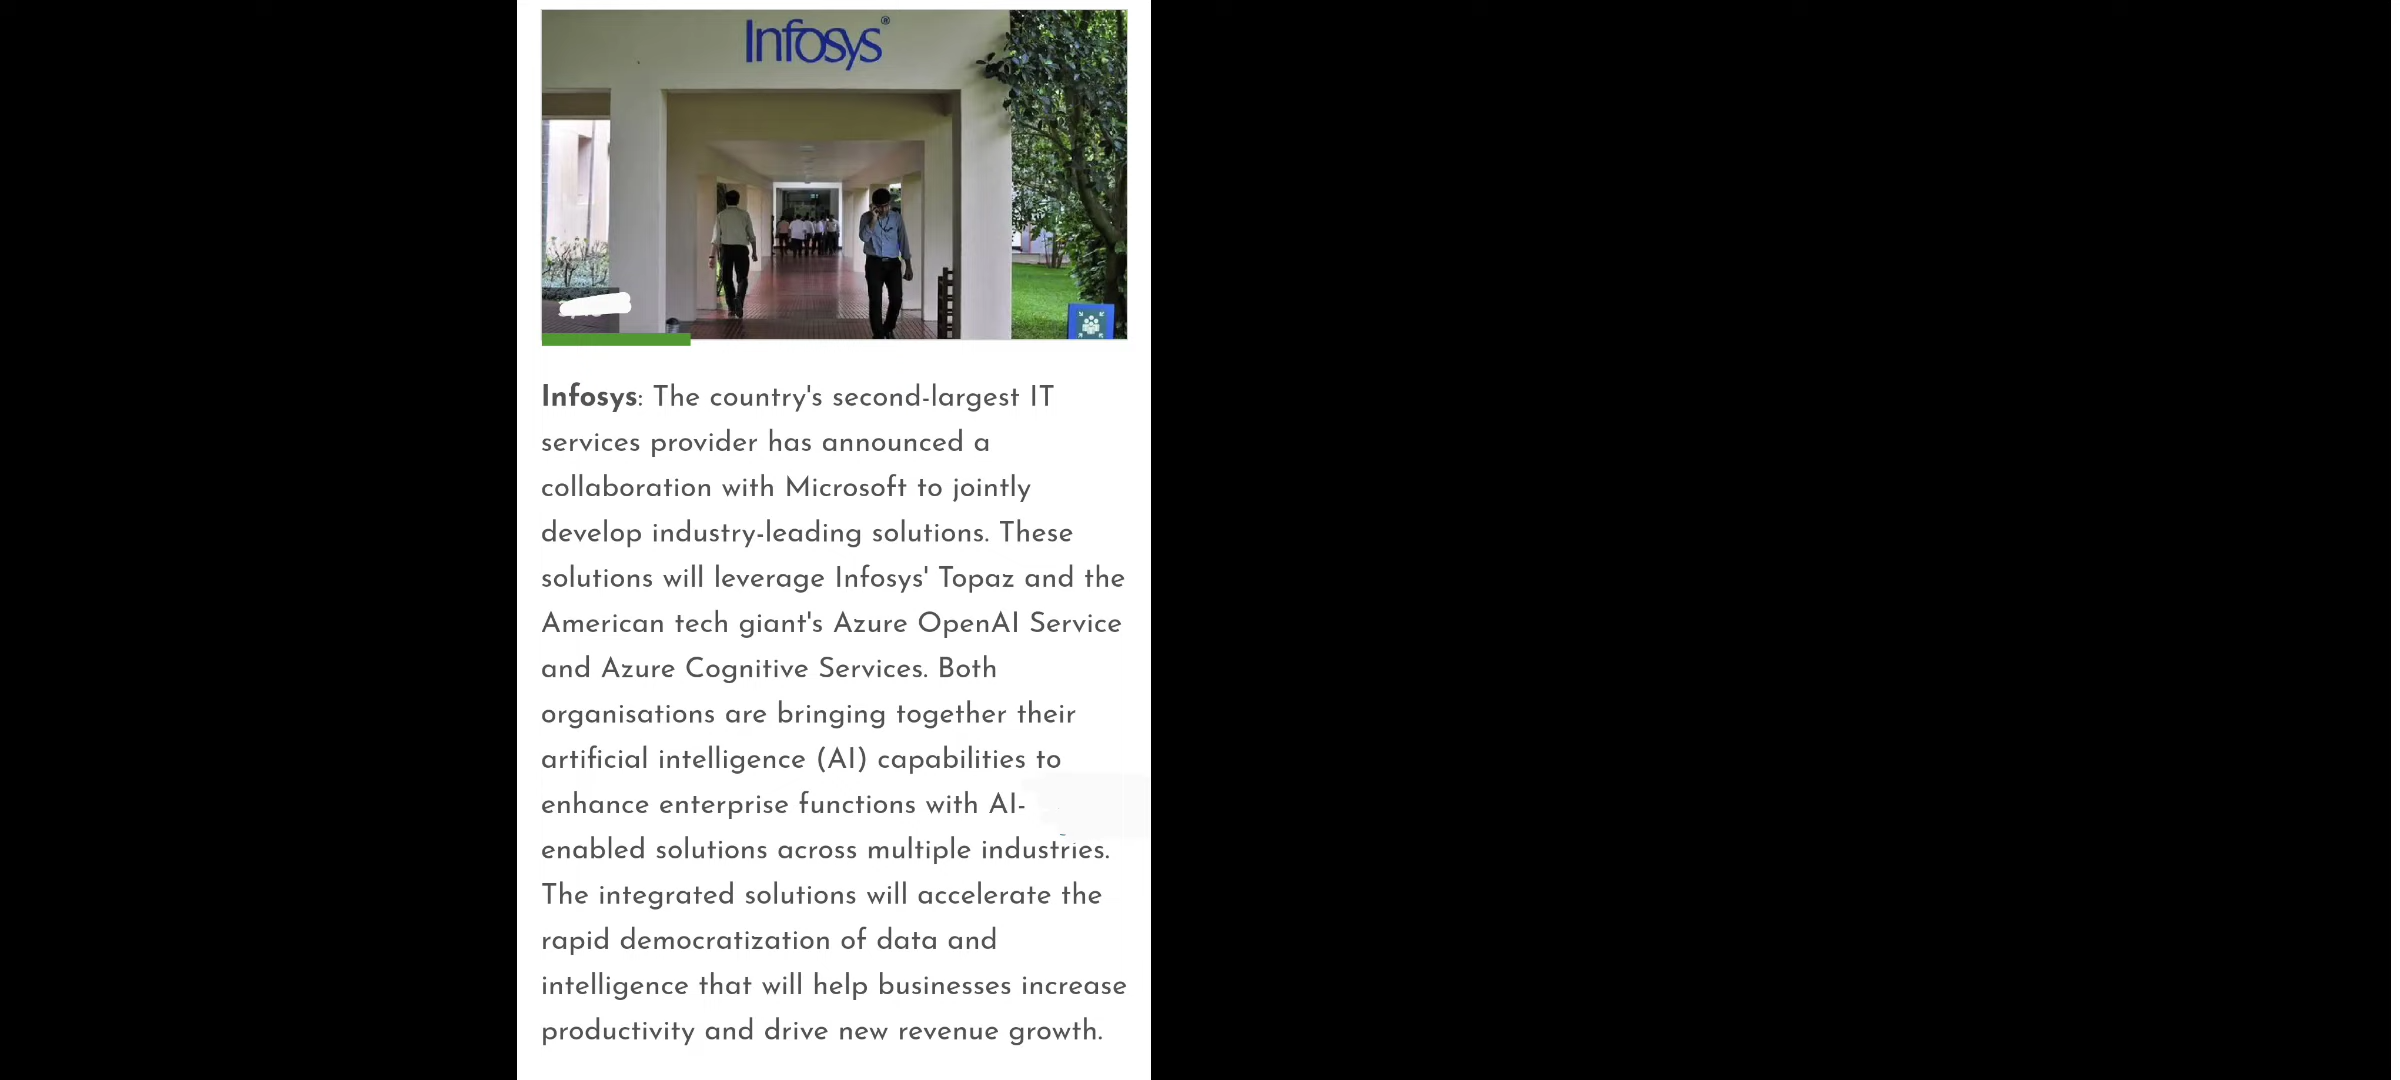 Infosys®
Infosys: The country's second-largest IT
services provider has announced a
collaboration with Microsoft to jointly
develop industry-leading solutions. These
solutions will leverage Infosys' Topaz and the
American tech giant's Azure OpenAI Service
and Azure Cognitive Services. Both
organisations are bringing together their
artificial intelligence (AI) capabilities to
enhance enterprise functions with AI-
enabled solutions across multiple industries.
The integrated solutions will accelerate the
rapid democratization of data and
intelligence that will help businesses increase
productivity and drive new revenue growth.